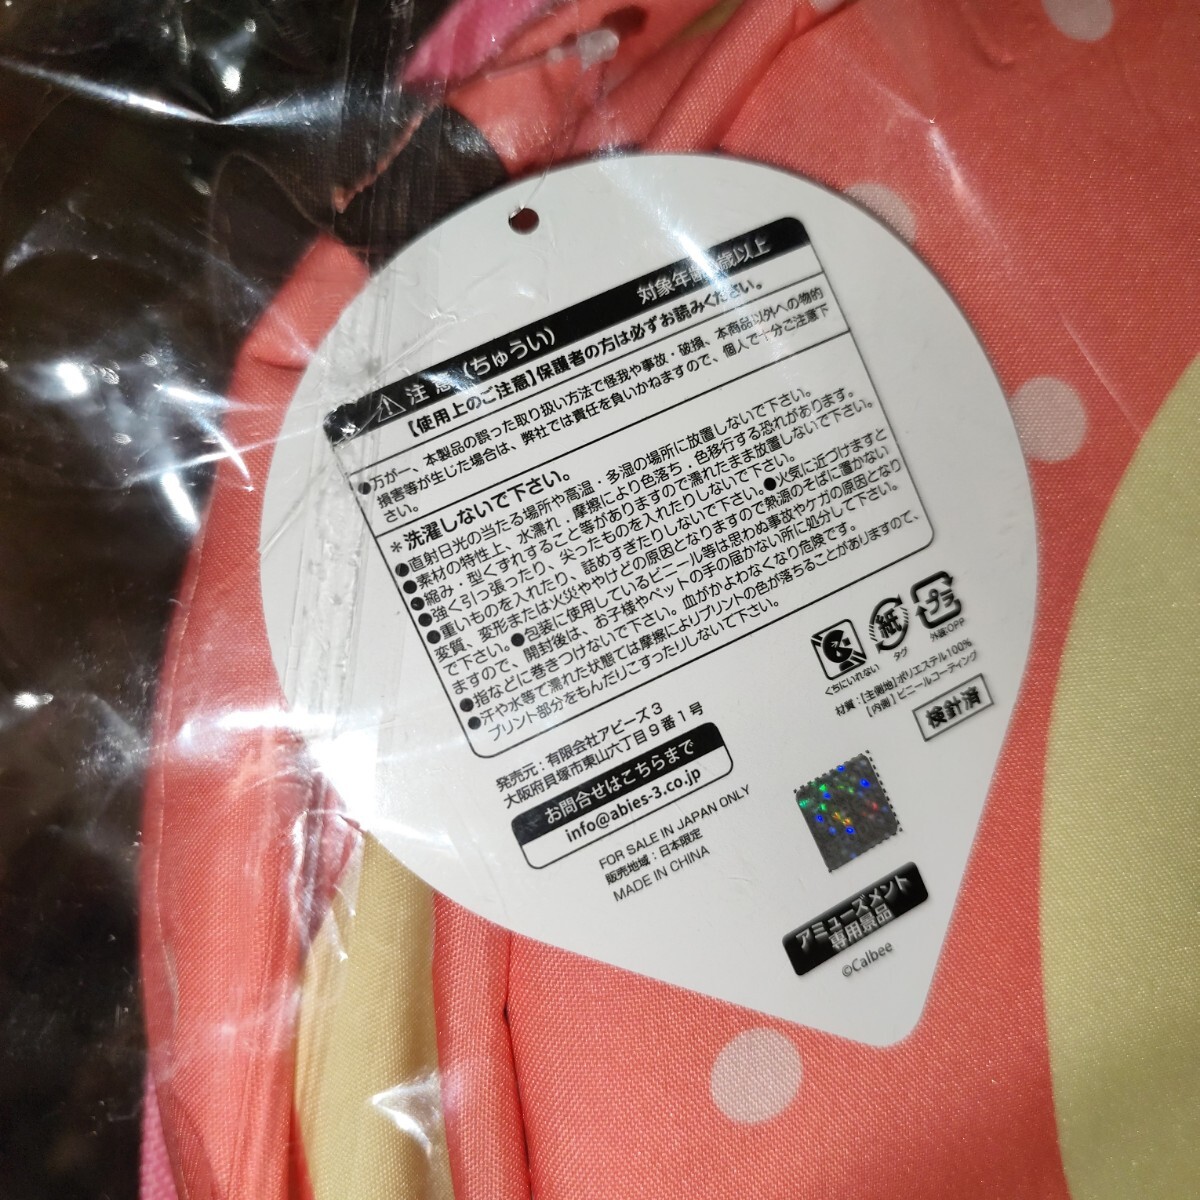 ⚠ 注意（ちゅうい） 対象年齢 歳以上
【使用上のご注意】保護者の方は必ずお読みください。
●万が一、本製品の誤った取り扱い方法で怪我や事故・破損、本商品以外への物的
損害等が生じた場合は、弊社では責任を負いかねますので、個人で十分ご注意下
さい。
＊洗濯しないで下さい。
●直射日光の当たる場所や高温・多湿の場所に放置しないで下さい。
●素材の特性上、水濡れ・摩擦により色落ち・色移行する恐れがあります。
●縮み・型くずれすること等がありますので濡れたまま放置しないで下さい。
●強く引っ張ったり、尖ったものを入れたりしないで下さい。
●重いものを入れたり、詰めすぎたりしないで下さい。●火気に近づけますと
変質、変形または火災ややけどの原因となりますので熱源のそばに置かない
で下さい。●包装に使用しているビニール等は思わぬ事故やケガの原因となり
ますので、開封後は、お子様やペットの手の届かない所に処分して下さい。
●指などに巻きつけないで下さい。血がかよわなくなり危険です。
●汗や水等で濡れた状態では摩擦によりプリントの色が落ちることがありますので、
プリント部分をもんだりこすったりしないで下さい。
くちにいれない
紙
タグ
プラ
外袋:OPP
材質：【主側地】ポリエステル100%
【内側】ビニールコーティング
検針済
発売元：有限会社アビーズ3
大阪府貝塚市東山六丁目9番1号
お問合せはこちらまで
info@abies-3.co.jp
FOR SALE IN JAPAN ONLY
販売地域：日本限定
MADE IN CHINA
アミューズメント
専用景品
©Calbee